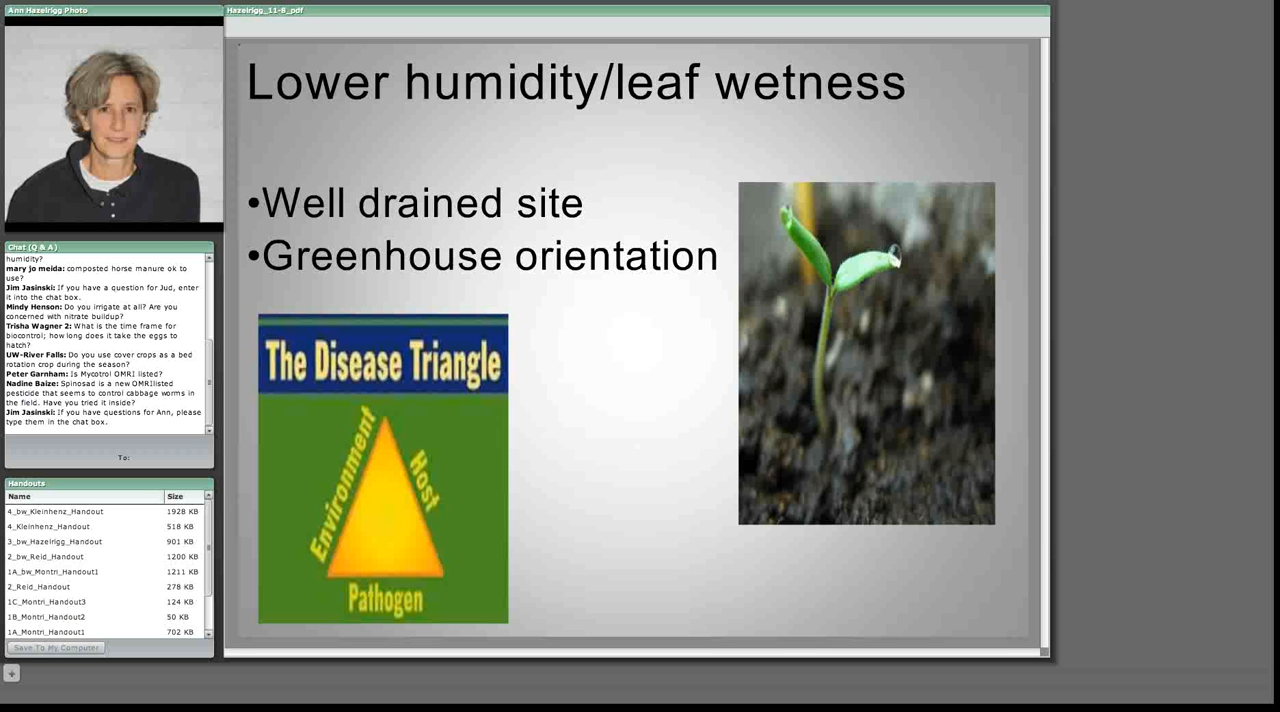 Ann Hazelrigg Photo
Hazelrigg_11-8_pdf
Lower humidity/leaf wetness
•Well drained site
•Greenhouse orientation
The Disease Triangle
Environment
Host
Pathogen
Chat (Q & A)
humidity?
mary jo meida: composted horse manure ok to
use?
Jim Jasinski: If you have a question for Jud, enter
it into the chat box.
Mindy Henson: Do you irrigate at all? Are you
concerned with nitrate buildup?
Trisha Wagner 2: What is the time frame for
biocontrol; how long does it take the eggs to
hatch?
UW-River Falls: Do you use cover crops as a bed
rotation crop during the season?
Peter Garnham: Is Mycotrol OMRI listed?
Nadine Baize: Spinosad is a new OMRIlisted
pesticide that seems to control cabbage worms in
the field. Have you tried it inside?
Jim Jasinski: If you have questions for Ann, please
type them in the chat box.
To:
Handouts
Name Size
4_bw_Kleinhenz_Handout 1928 KB
4_Kleinhenz_Handout 518 KB
3_bw_Hazelrigg_Handout 901 KB
2_bw_Reid_Handout 1200 KB
1A_bw_Montri_Handout1 1211 KB
2_Reid_Handout 278 KB
1C_Montri_Handout3 124 KB
1B_Montri_Handout2 50 KB
1A_Montri_Handout1 702 KB
Save To My Computer
+